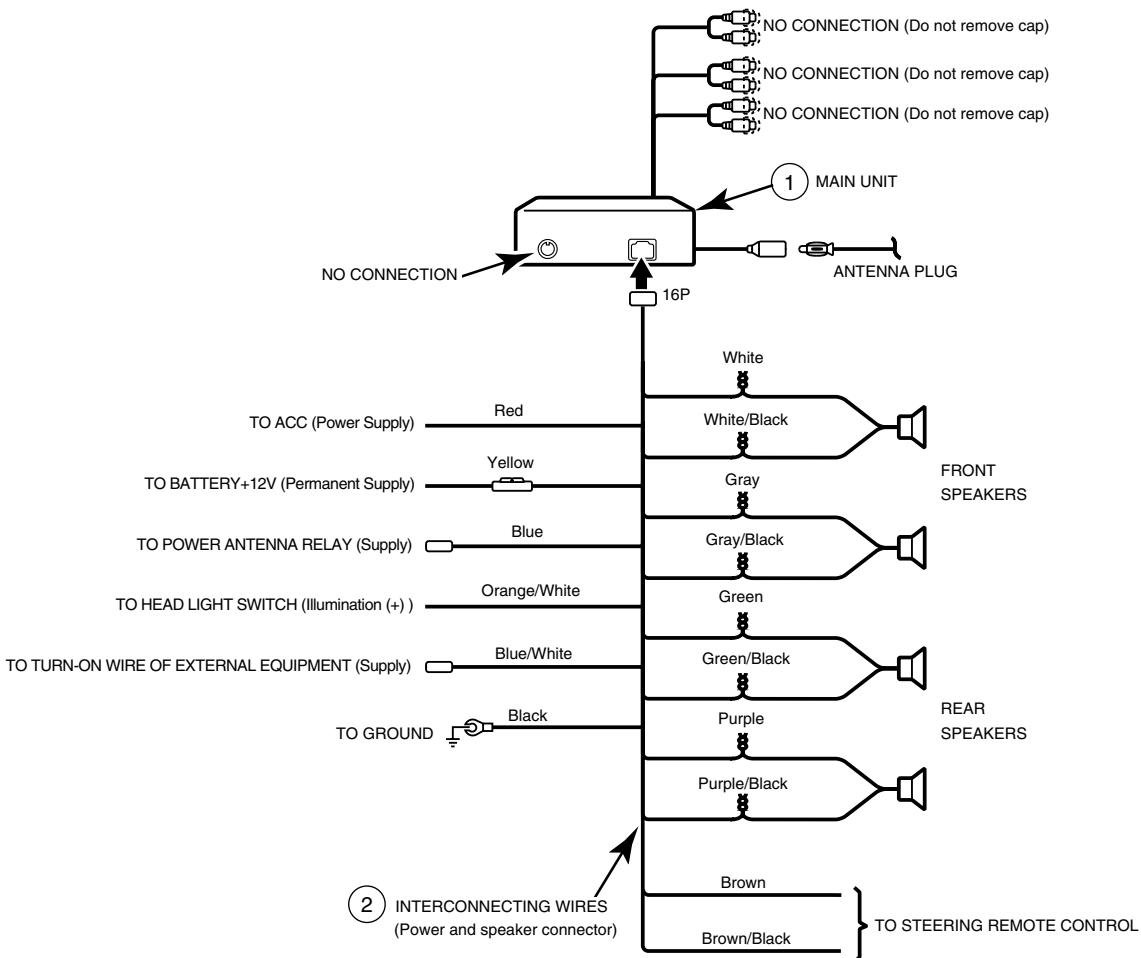 NO CONNECTION (Do not remove cap)
NO CONNECTION (Do not remove cap)
NO CONNECTION (Do not remove cap)
1 MAIN UNIT
NO CONNECTION
ANTENNA PLUG
16P
White
TO ACC (Power Supply)
Red
White/Black
Yellow
FRONT
SPEAKERS
TO BATTERY+12V (Permanent Supply)
Gray
TO POWER ANTENNA RELAY (Supply)
Blue
Gray/Black
TO HEAD LIGHT SWITCH (Illumination (+) )
Orange/White
Green
TO TURN-ON WIRE OF EXTERNAL EQUIPMENT (Supply)
Blue/White
Green/Black
REAR
SPEAKERS
TO GROUND
Black
Purple
Purple/Black
2 INTERCONNECTING WIRES
(Power and speaker connector)
Brown
TO STEERING REMOTE CONTROL
Brown/Black